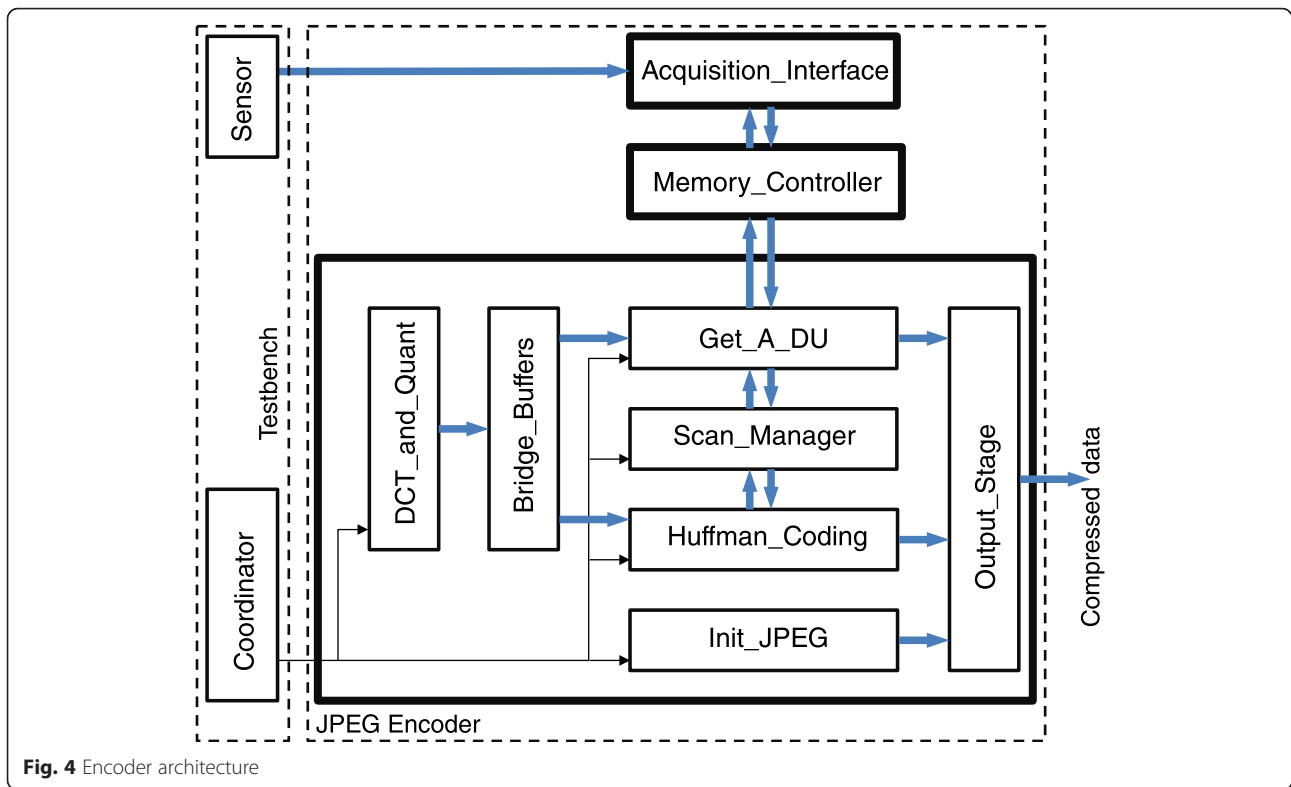 Sensor
Acquisition_Interface
Memory_Controller
Testbench
DCT_and_Quant
Bridge_Buffers
Get_A_DU
Scan_Manager
Huffman_Coding
Init_JPEG
Output_Stage
Compressed data
Coordinator
JPEG Encoder
Fig. 4 Encoder architecture